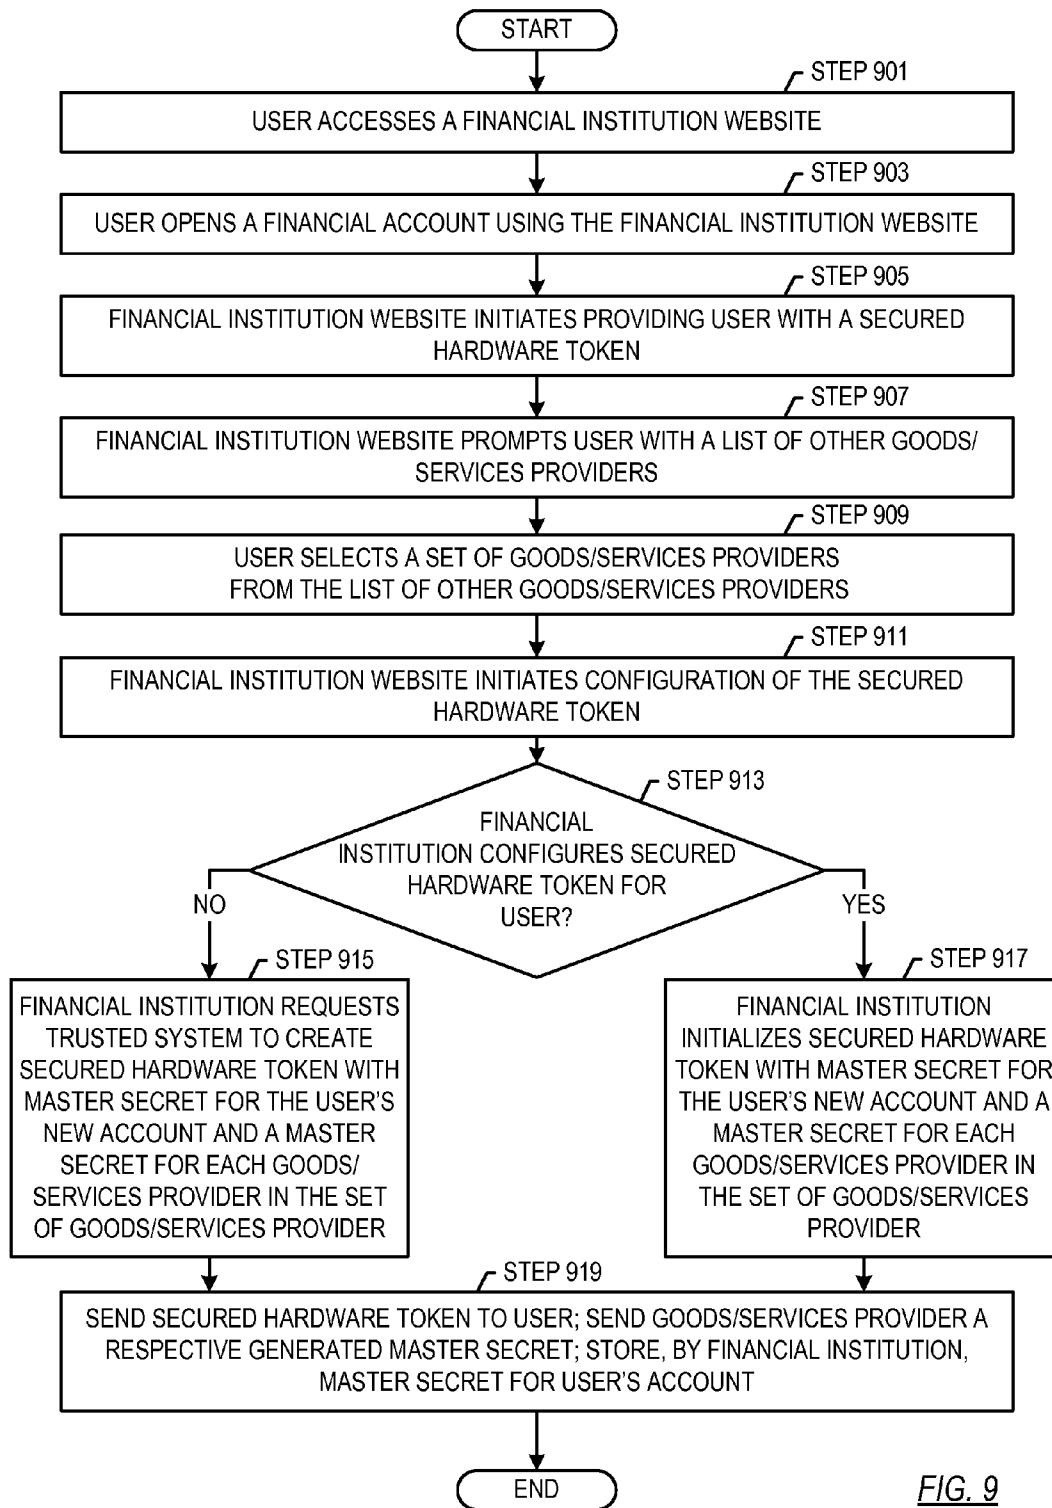 START
STEP 901
USER ACCESSES A FINANCIAL INSTITUTION WEBSITE
STEP 903
USER OPENS A FINANCIAL ACCOUNT USING THE FINANCIAL INSTITUTION WEBSITE
STEP 905
FINANCIAL INSTITUTION WEBSITE INITIATES PROVIDING USER WITH A SECURED
HARDWARE TOKEN
STEP 907
FINANCIAL INSTITUTION WEBSITE PROMPTS USER WITH A LIST OF OTHER GOODS/
SERVICES PROVIDERS
STEP 909
USER SELECTS A SET OF GOODS/SERVICES PROVIDERS
FROM THE LIST OF OTHER GOODS/SERVICES PROVIDERS
STEP 911
FINANCIAL INSTITUTION WEBSITE INITIATES CONFIGURATION OF THE SECURED
HARDWARE TOKEN
STEP 913
FINANCIAL
INSTITUTION CONFIGURES SECURED
HARDWARE TOKEN FOR
USER?
NO
YES
STEP 915
FINANCIAL INSTITUTION REQUESTS
TRUSTED SYSTEM TO CREATE
SECURED HARDWARE TOKEN WITH
MASTER SECRET FOR THE USER'S
NEW ACCOUNT AND A MASTER
SECRET FOR EACH GOODS/
SERVICES PROVIDER IN THE SET
OF GOODS/SERVICES PROVIDER
STEP 917
FINANCIAL INSTITUTION
INITIALIZES SECURED HARDWARE
TOKEN WITH MASTER SECRET FOR
THE USER'S NEW ACCOUNT AND A
MASTER SECRET FOR EACH
GOODS/SERVICES PROVIDER IN
THE SET OF GOODS/SERVICES
PROVIDER
STEP 919
SEND SECURED HARDWARE TOKEN TO USER; SEND GOODS/SERVICES PROVIDER A
RESPECTIVE GENERATED MASTER SECRET; STORE, BY FINANCIAL INSTITUTION,
MASTER SECRET FOR USER'S ACCOUNT
END
FIG. 9